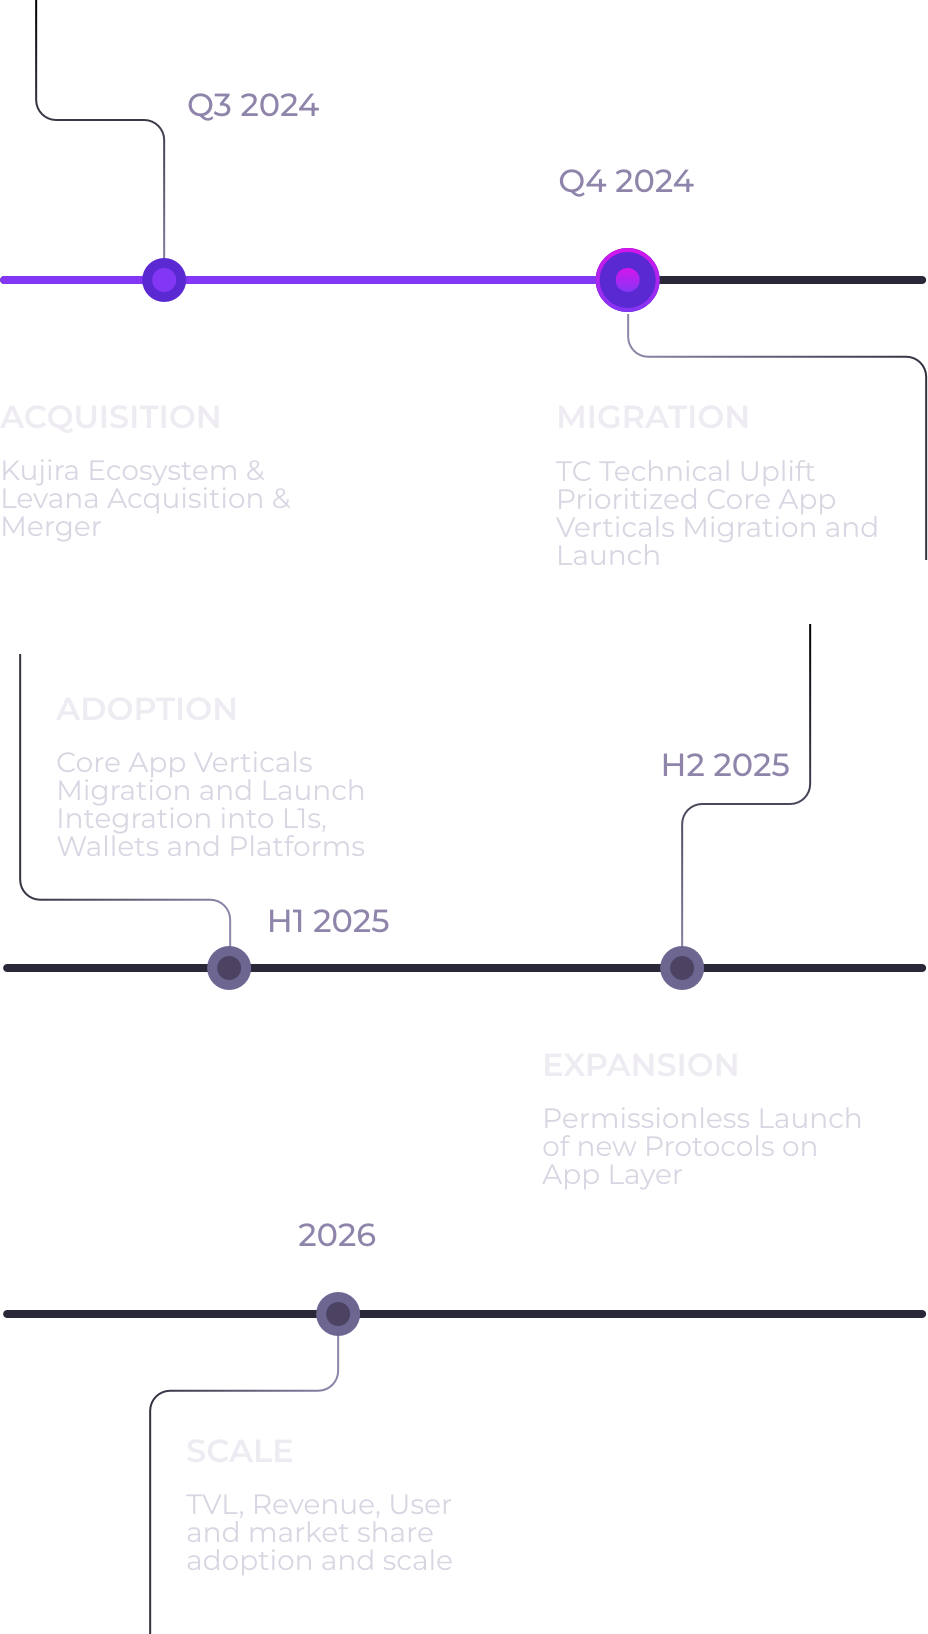 Q3 2024
Q4 2024
ACQUISITION
Kujira Ecosystem &
Levana Acquisition &
Merger
MIGRATION
TC Technical Uplift
Prioritized Core App
Verticals Migration and
Launch
ADOPTION
Core App Verticals
Migration and Launch
Integration into L1s,
Wallets and Platforms
H1 2025
H2 2025
EXPANSION
Permissionless Launch
of new Protocols on
App Layer
2026
SCALE
TVL, Revenue, User
and market share
adoption and scale